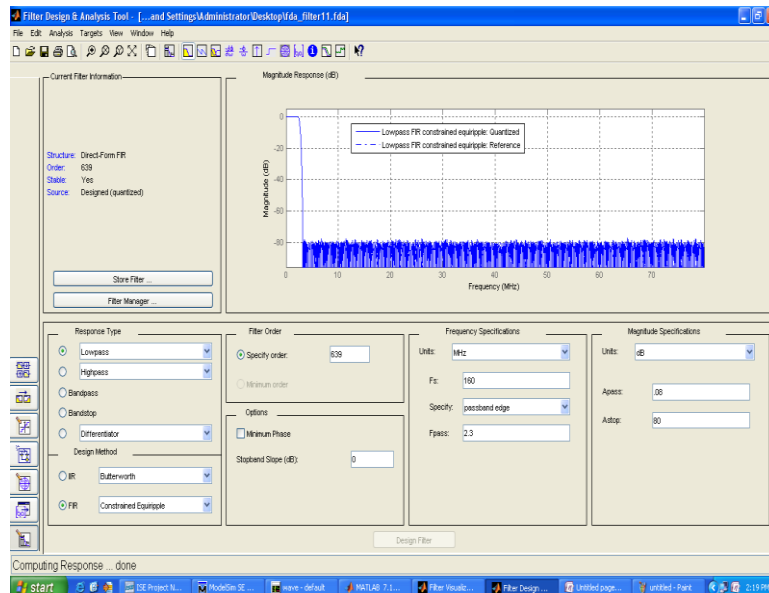 Filter Design & Analysis Tool - [...and Settings\Administrator\Desktop\fda_filter11.fda]
File Edit Analysis Targets View Window Help
Current Filter Information
Structure: Direct-Form FIR
Order: 639
Stable: Yes
Source: Designed (quantized)
Store Filter ...
Filter Manager ...
Magnitude Response (dB)
Lowpass FIR constrained equiripple: Quantized
Lowpass FIR constrained equiripple: Reference
Magnitude (dB)
0
-20
-40
-60
-80
0 10 20 30 40 50 60 70
Frequency (MHz)
Response Type
Lowpass
Highpass
Bandpass
Bandstop
Differentiator
Design Method
IIR Butterworth
FIR Constrained Equiripple
Filter Order
Specify order: 639
Minimum order
Options
Minimum Phase
Stopband Slope (dB): 0
Frequency Specifications
Units: MHz
Fs: 160
Specify: passband edge
Fpass: 2.3
Magnitude Specifications
Units: dB
Apass: .08
Astop: 80
Design Filter
Computing Response ... done
start ISE Project N... ModelSim SE ... wave - default MATLAB 7.1... Filter Visualiz... Filter Design ... Untitled page... untitled - Paint 2:19 PM